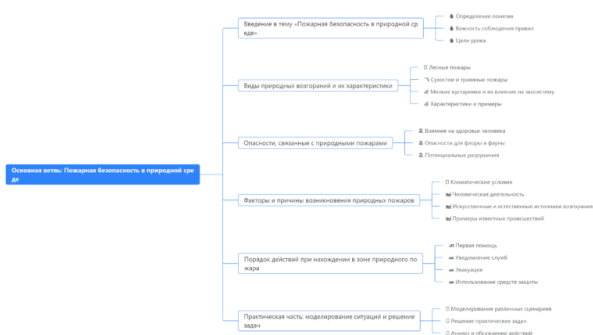 Введение в тему «Пожарная безопасность в природной ср
еде»
Определение понятия
Важность соблюдения правил
Цели урока
Виды природных возгораний и их характеристики
Лесные пожары
Сухостои и травяные пожары
Мелкие кустарники и их влияние на экосистему
Характеристики и примеры
Опасности, связанные с природными пожарами
Влияние на здоровье человека
Опасности для флоры и фауны
Потенциальные разрушения
Основная ветвь: Пожарная безопасность в природной сре
де
Факторы и причины возникновения природных пожаров
Климатические условия
Человеческая деятельность
Искусственные и естественные источники возгорания
Примеры известных происшествий
Порядок действий при нахождении в зоне природного по
жара
Первая помощь
Уведомление служб
Эвакуация
Использование средств защиты
Практическая часть: моделирование ситуаций и решение
задач
Моделирование различных сценариев
Решение практических задач
Анализ и обсуждение действий